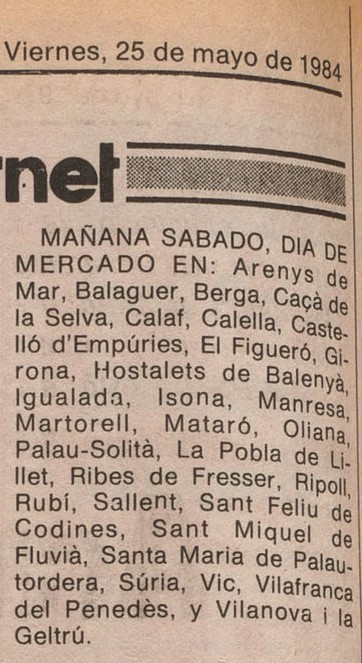 Viernes, 25 de mayo de 1984
rnet
MAÑANA SABADO, DIA DE
MERCADO EN: Arenys de
Mar, Balaguer, Berga, Caçà de
la Selva, Calaf, Calella, Caste-
lló d'Empúries, El Figueró, Gi-
rona, Hostalets de Balenyà,
Igualada, Isona, Manresa,
Martorell, Mataró, Oliana,
Palau-Solità, La Pobla de Li-
llet, Ribes de Fresser, Ripoll,
Rubí, Sallent, Sant Feliu de
Codines, Sant Miquel de
Fluvià, Santa Maria de Palau-
tordera, Súria, Vic, Vilafranca
del Penedès, y Vilanova i la
Geltrú.